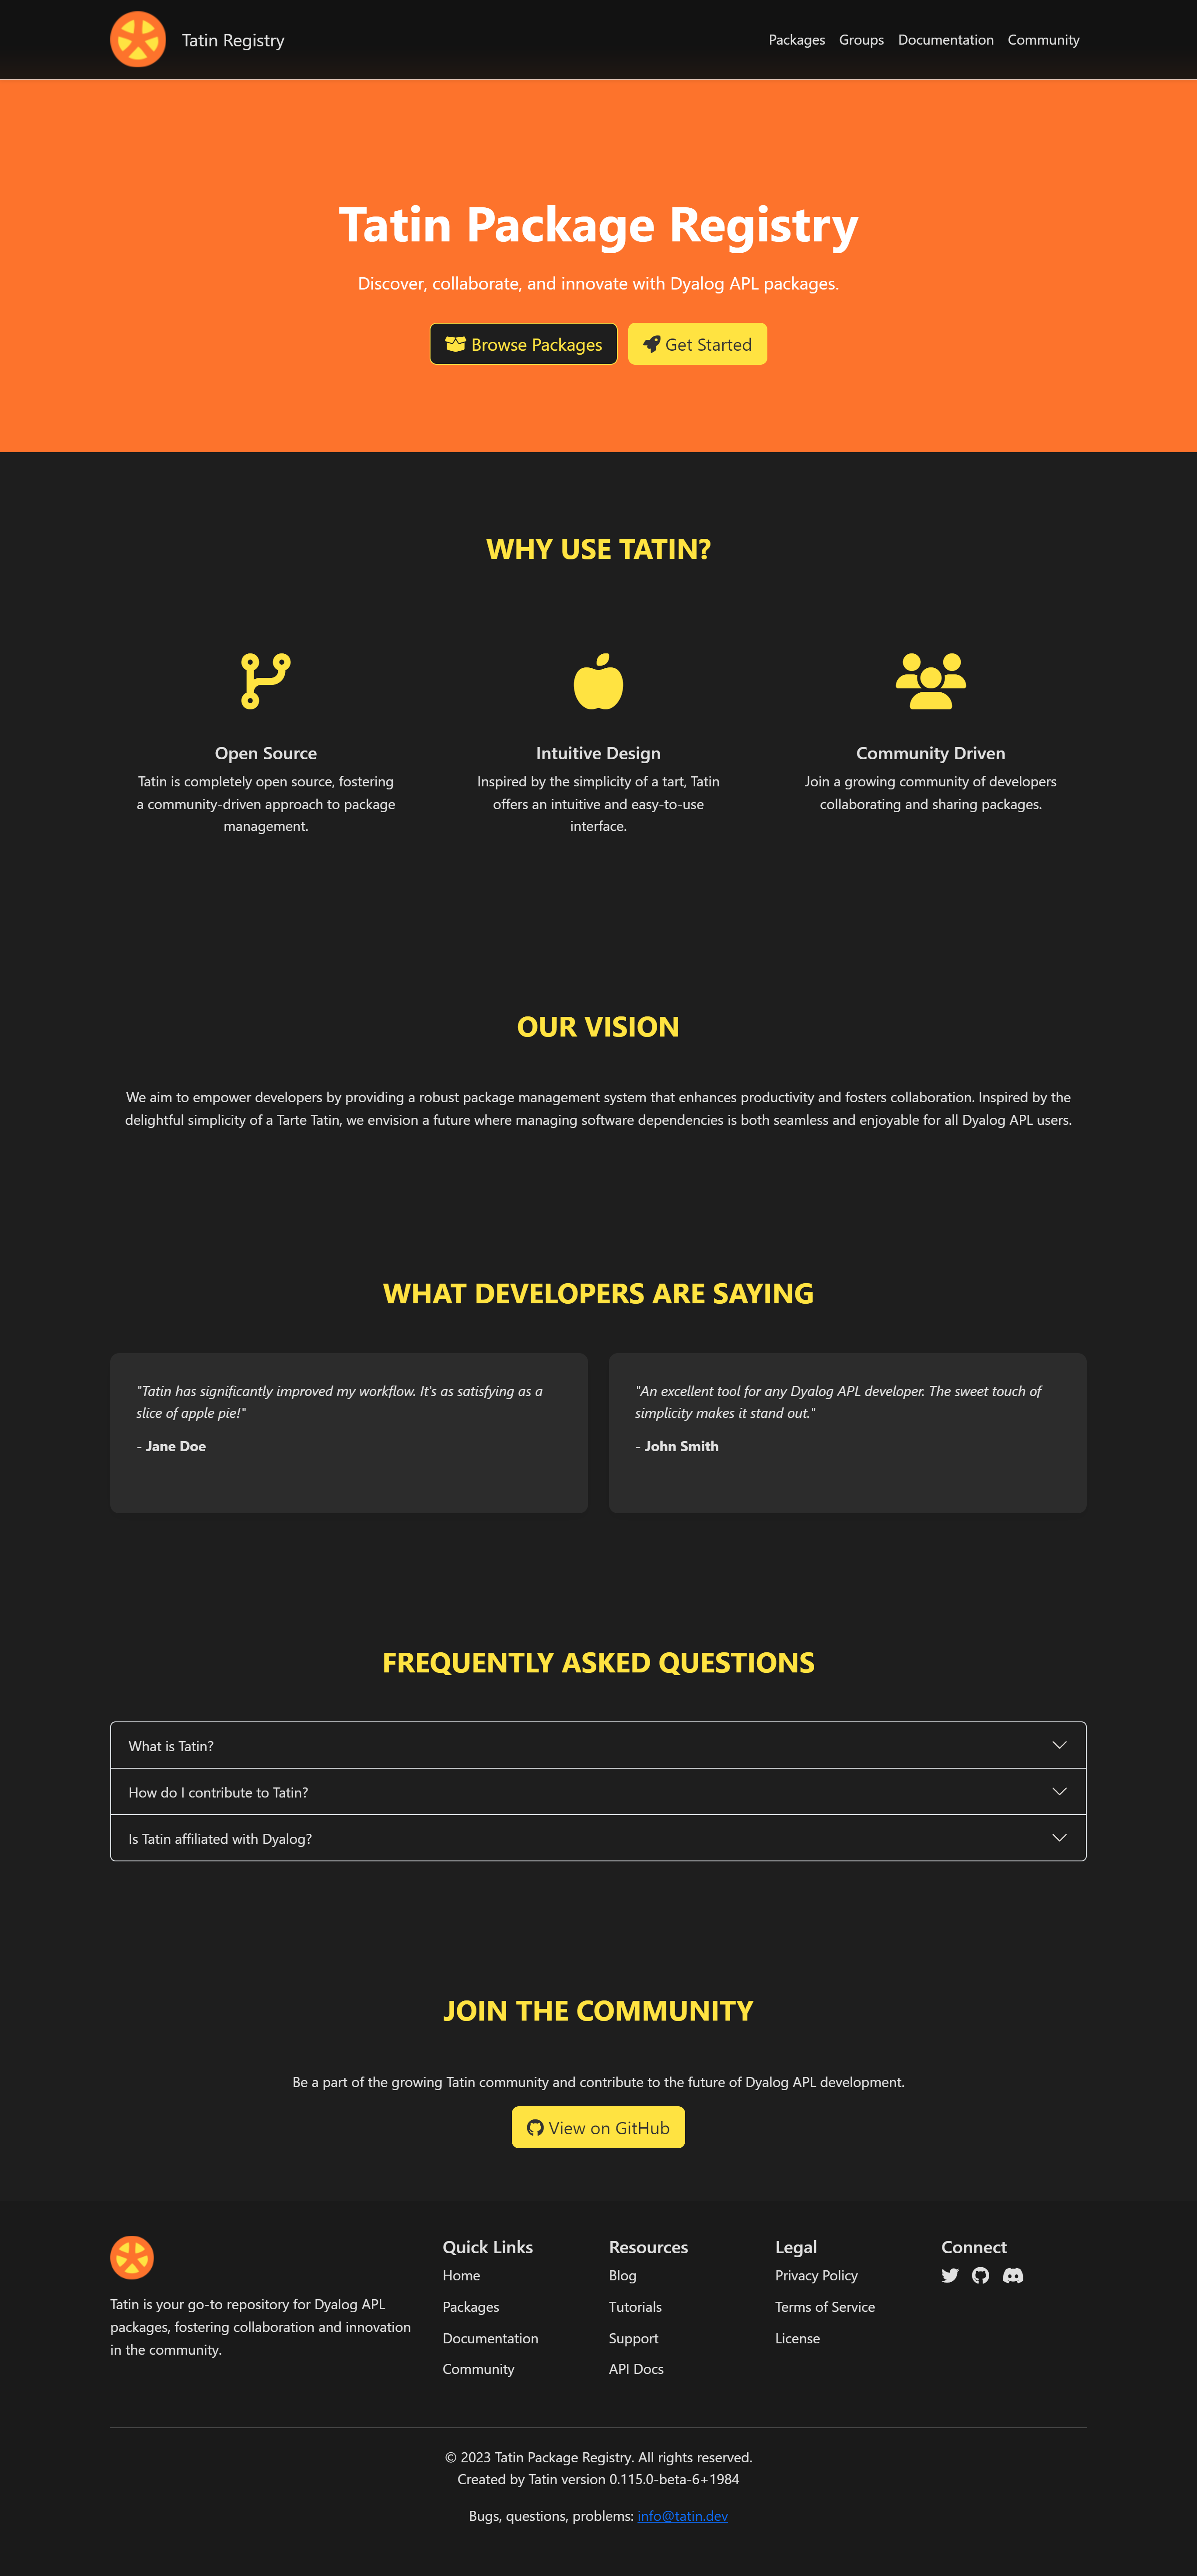 Tatin Registry
Packages Groups Documentation Community
Tatin Package Registry
Discover, collaborate, and innovate with Dyalog APL packages.
Browse Packages
Get Started
WHY USE TATIN?
Open Source
Tatin is completely open source, fostering
a community-driven approach to package
management.
Intuitive Design
Inspired by the simplicity of a tart, Tatin
offers an intuitive and easy-to-use
interface.
Community Driven
Join a growing community of developers
collaborating and sharing packages.
OUR VISION
We aim to empower developers by providing a robust package management system that enhances productivity and fosters collaboration. Inspired by the
delightful simplicity of a Tarte Tatin, we envision a future where managing software dependencies is both seamless and enjoyable for all Dyalog APL users.
WHAT DEVELOPERS ARE SAYING
"Tatin has significantly improved my workflow. It's as satisfying as a
slice of apple pie!"
- Jane Doe
"An excellent tool for any Dyalog APL developer. The sweet touch of
simplicity makes it stand out."
- John Smith
FREQUENTLY ASKED QUESTIONS
What is Tatin?
How do I contribute to Tatin?
Is Tatin affiliated with Dyalog?
JOIN THE COMMUNITY
Be a part of the growing Tatin community and contribute to the future of Dyalog APL development.
View on GitHub
Tatin is your go-to repository for Dyalog APL
packages, fostering collaboration and innovation
in the community.
Quick Links
Home
Packages
Documentation
Community
Resources
Blog
Tutorials
Support
API Docs
Legal
Privacy Policy
Terms of Service
License
Connect
© 2023 Tatin Package Registry. All rights reserved.
Created by Tatin version 0.115.0-beta-6+1984
Bugs, questions, problems: info@tatin.dev